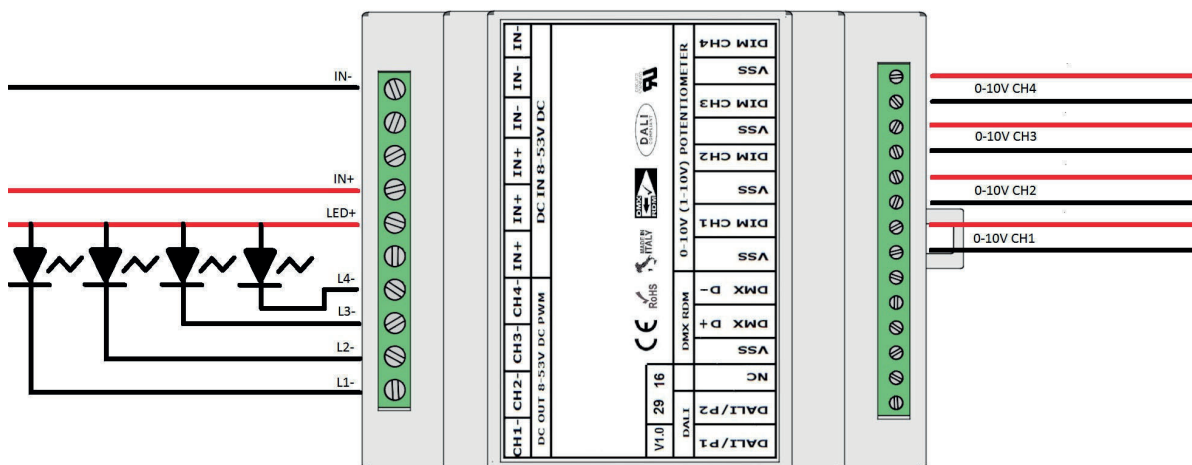 IN-
IN+
LED+
L4-
L3-
L2-
L1-
CH1- CH2- CH3- CH4- IN+ IN+ IN+ IN- IN- IN-
DC OUT 8-53V DC PWM DC IN 8-53V DC
RoHS
MADE IN
ITALY
DMX
RDM
DALI
COMPLIANT
V1.0 29 16
DALI DMX RDM 0-10V (1-10V) POTENTIOMETER
DIM CH4
VSS
DIM CH3
VSS
DIM CH2
VSS
DIM CH1
VSS
DMX D-
DMX D+
VSS
NC
DALI/P2
DALI/P1
0-10V CH4
0-10V CH3
0-10V CH2
0-10V CH1